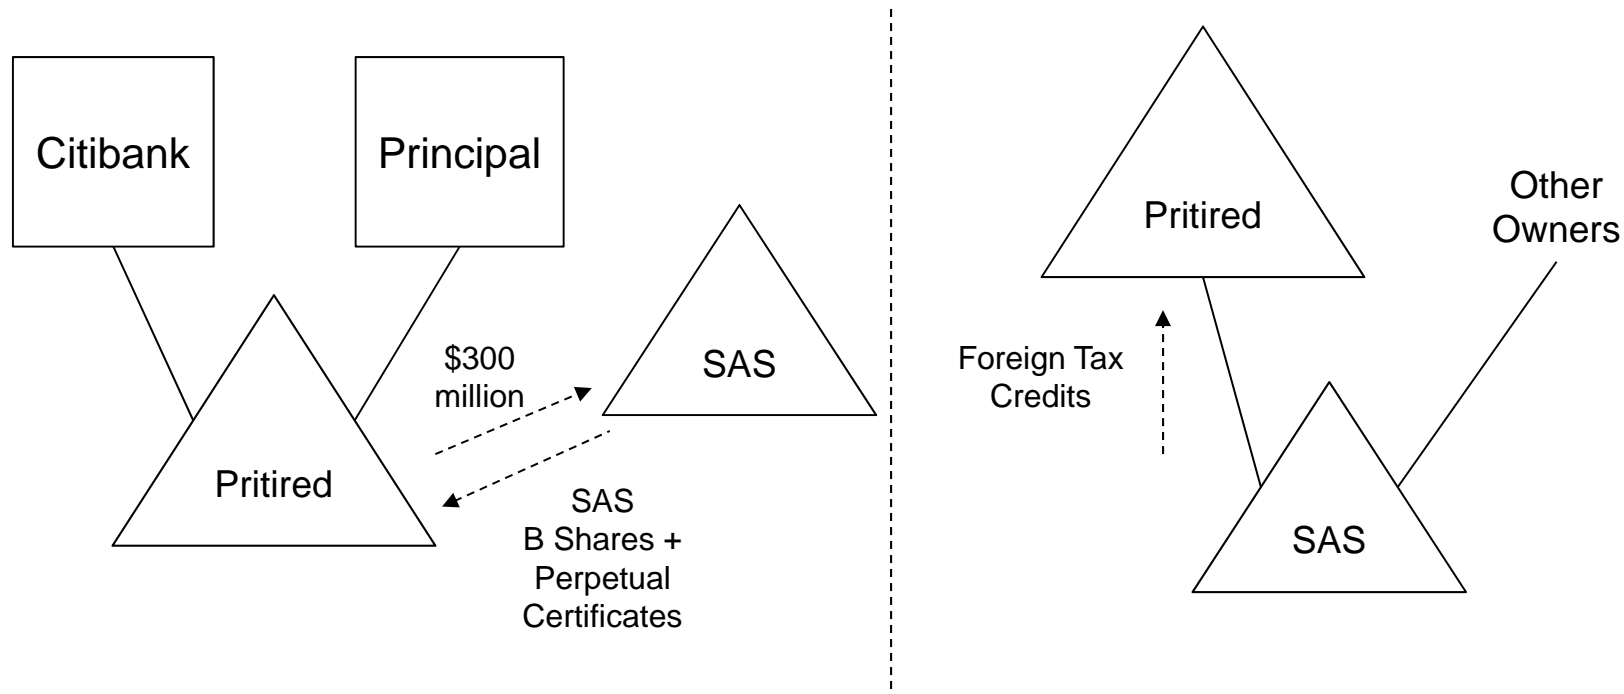 Citibank
Principal
$300
million
SAS
Pritired
SAS
B Shares +
Perpetual
Certificates
Pritired
Other
Owners
Foreign Tax
Credits
SAS